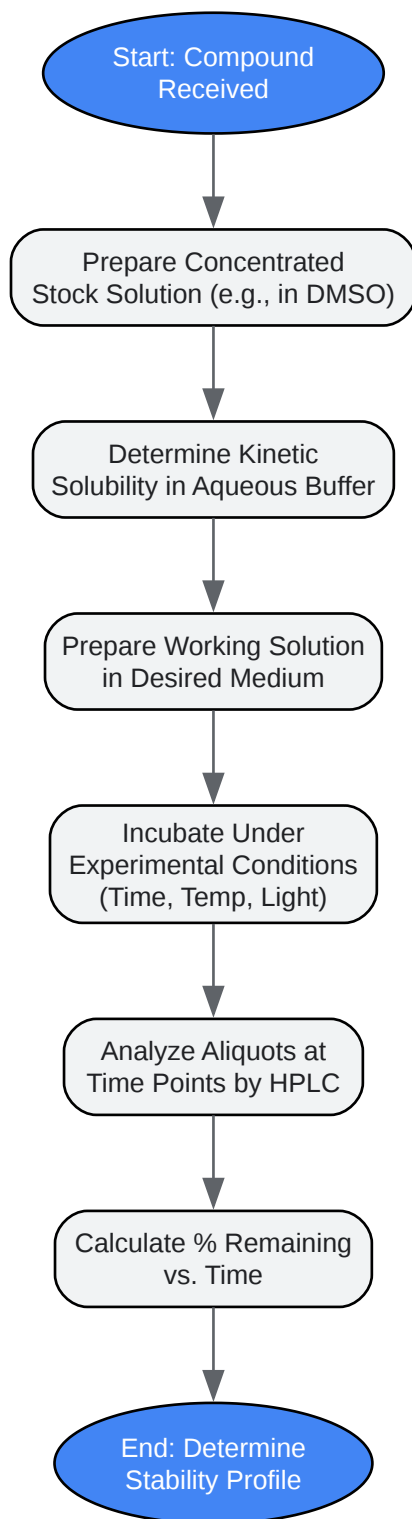 Start: Compound
Received
Prepare Concentrated
Stock Solution (e.g., in DMSO)
Determine Kinetic
Solubility in Aqueous Buffer
Prepare Working Solution
in Desired Medium
Incubate Under
Experimental Conditions
(Time, Temp, Light)
Analyze Aliquots at
Time Points by HPLC
Calculate % Remaining
vs. Time
End: Determine
Stability Profile